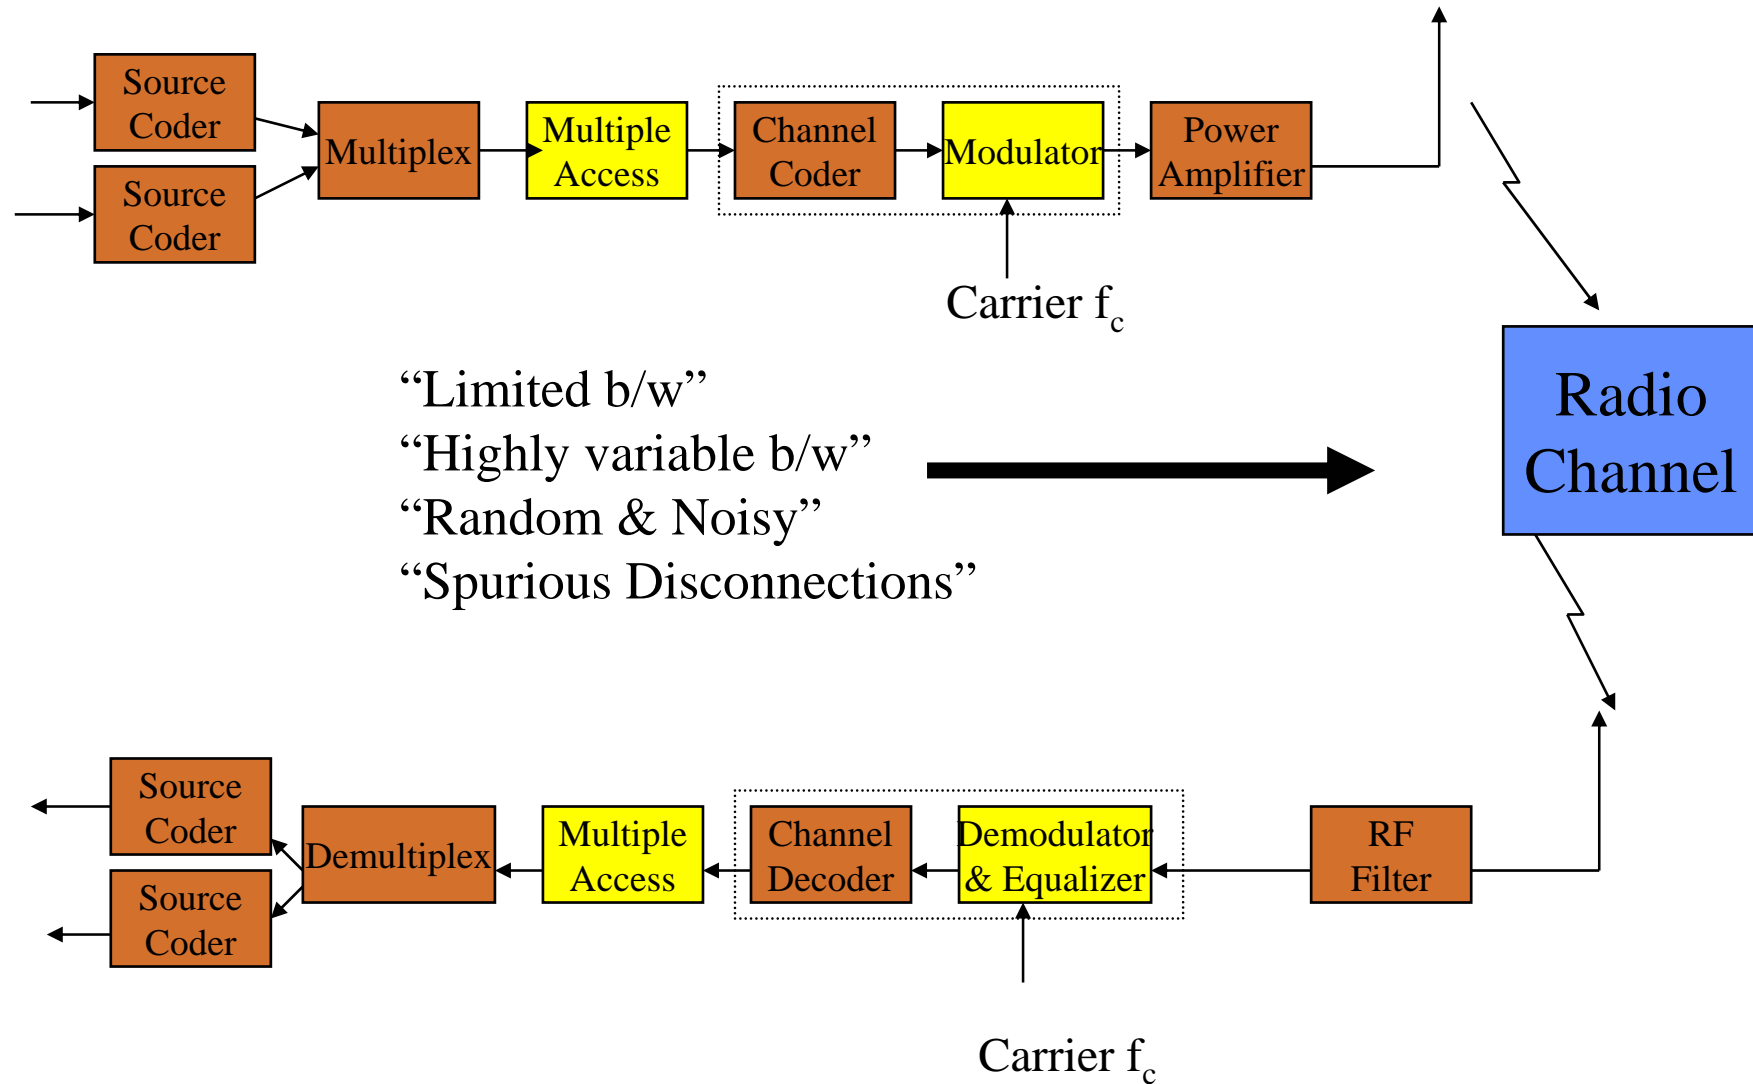 Source
Coder
Source
Coder
Multiplex
Multiple
Access
Channel
Coder
Modulator
Power
Amplifier
Carrier fc
“Limited b/w”
“Highly variable b/w”
“Random & Noisy”
“Spurious Disconnections”
Radio
Channel
Source
Coder
Source
Coder
Demultiplex
Multiple
Access
Channel
Decoder
Demodulator
& Equalizer
RF
Filter
Carrier fc